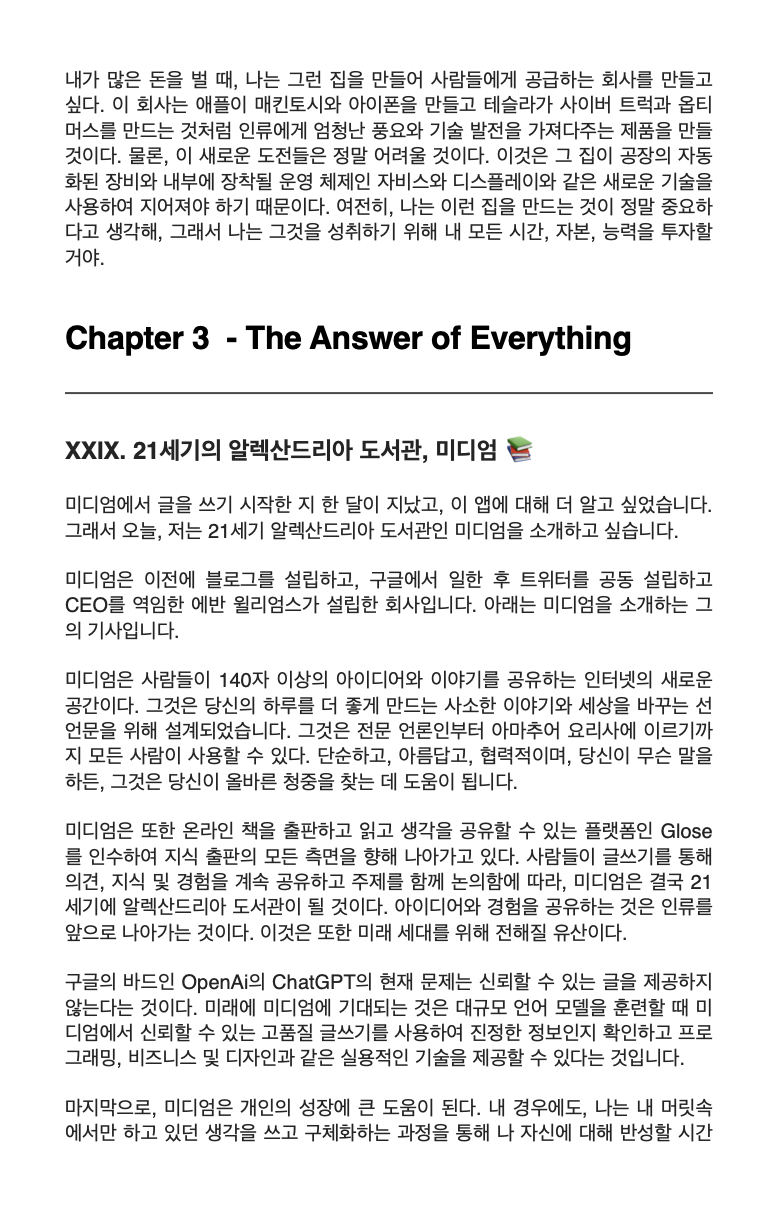 내가 많은 돈을 벌 때, 나는 그런 집을 만들어 사람들에게 공급하는 회사를 만들고
싶다. 이 회사는 애플이 매킨토시와 아이폰을 만들고 테슬라가 사이버 트럭과 옵티
머스를 만드는 것처럼 인류에게 엄청난 풍요와 기술 발전을 가져다주는 제품을 만들
것이다. 물론, 이 새로운 도전들은 정말 어려울 것이다. 이것은 그 집이 공장의 자동
화된 장비와 내부에 장착될 운영 체제인 자비스와 디스플레이와 같은 새로운 기술을
사용하여 지어져야 하기 때문이다. 여전히, 나는 이런 집을 만드는 것이 정말 중요하
다고 생각해, 그래서 나는 그것을 성취하기 위해 내 모든 시간, 자본, 능력을 투자할
거야.
Chapter 3 - The Answer of Everything
XXIX. 21세기의 알렉산드리아 도서관, 미디엄 📚
미디엄에서 글을 쓰기 시작한 지 한 달이 지났고, 이 앱에 대해 더 알고 싶었습니다.
그래서 오늘, 저는 21세기 알렉산드리아 도서관인 미디엄을 소개하고 싶습니다.
미디엄은 이전에 블로그를 설립하고, 구글에서 일한 후 트위터를 공동 설립하고
CEO를 역임한 에반 윌리엄스가 설립한 회사입니다. 아래는 미디엄을 소개하는 그
의 기사입니다.
미디엄은 사람들이 140자 이상의 아이디어와 이야기를 공유하는 인터넷의 새로운
공간이다. 그것은 당신의 하루를 더 좋게 만드는 사소한 이야기와 세상을 바꾸는 선
언문을 위해 설계되었습니다. 그것은 전문 언론인부터 아마추어 요리사에 이르기까
지 모든 사람이 사용할 수 있다. 단순하고, 아름답고, 협력적이며, 당신이 무슨 말을
하든, 그것은 당신이 올바른 청중을 찾는 데 도움이 됩니다.
미디엄은 또한 온라인 책을 출판하고 읽고 생각을 공유할 수 있는 플랫폼인 Glose
를 인수하여 지식 출판의 모든 측면을 향해 나아가고 있다. 사람들이 글쓰기를 통해
의견, 지식 및 경험을 계속 공유하고 주제를 함께 논의함에 따라, 미디엄은 결국 21
세기에 알렉산드리아 도서관이 될 것이다. 아이디어와 경험을 공유하는 것은 인류를
앞으로 나아가는 것이다. 이것은 또한 미래 세대를 위해 전해질 유산이다.
구글의 바드인 OpenAi의 ChatGPT의 현재 문제는 신뢰할 수 있는 글을 제공하지
않는다는 것이다. 미래에 미디엄에 기대되는 것은 대규모 언어 모델을 훈련할 때 미
디엄에서 신뢰할 수 있는 고품질 글쓰기를 사용하여 진정한 정보인지 확인하고 프로
그래밍, 비즈니스 및 디자인과 같은 실용적인 기술을 제공할 수 있다는 것입니다.
마지막으로, 미디엄은 개인의 성장에 큰 도움이 된다. 내 경우에도, 나는 내 머릿속
에서만 하고 있던 생각을 쓰고 구체화하는 과정을 통해 나 자신에 대해 반성할 시간